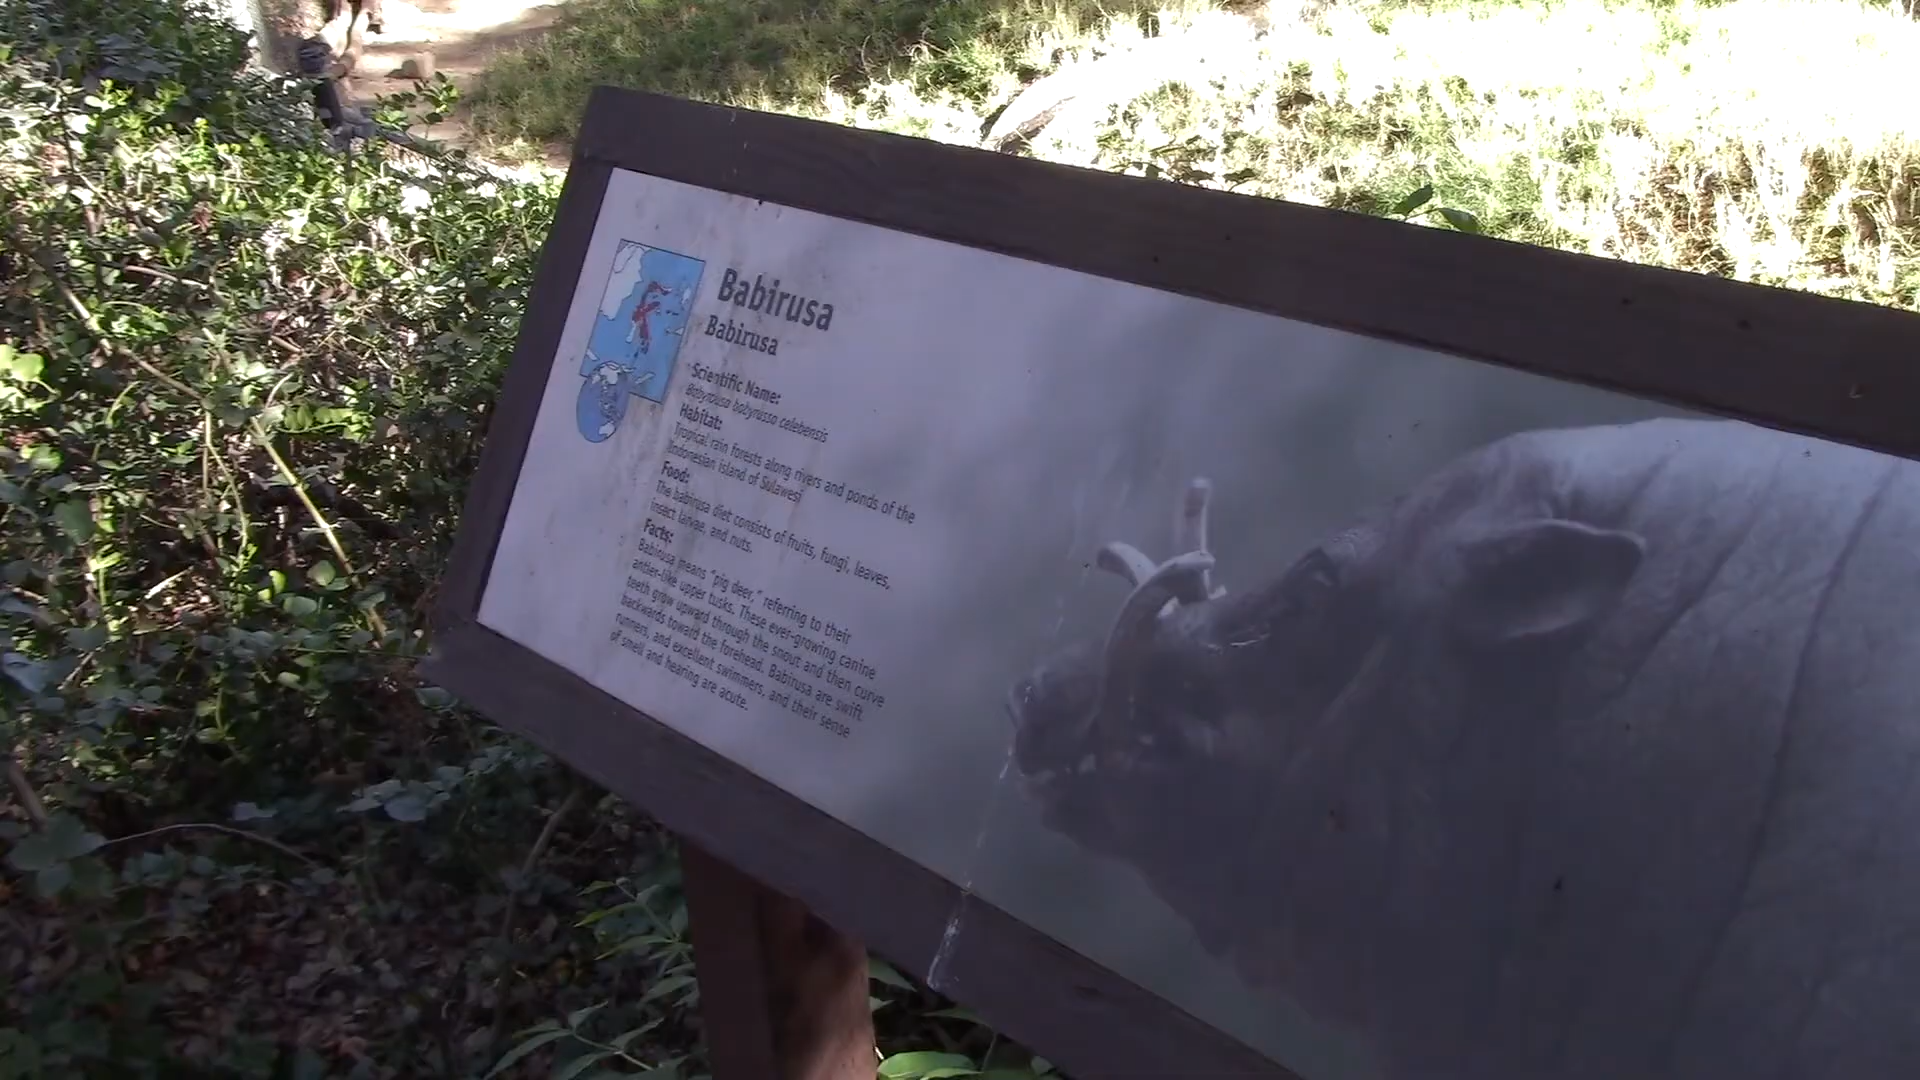 Babirusa
Babirusa
Scientific Name:
Babyrousa babyrussa celebensis
Habitat:
Tropical rain forests along rivers and ponds of the
Indonesian island of Sulawesi
Food:
The babirusa diet consists of fruits, fungi, leaves,
insect larvae, and nuts.
Facts:
Babirusa means "pig deer," referring to their
antler-like upper tusks. These ever-growing canine
teeth grow upward through the snout and then curve
backwards toward the forehead. Babirusa are swift
runners, and excellent swimmers, and their sense
of smell and hearing are acute.